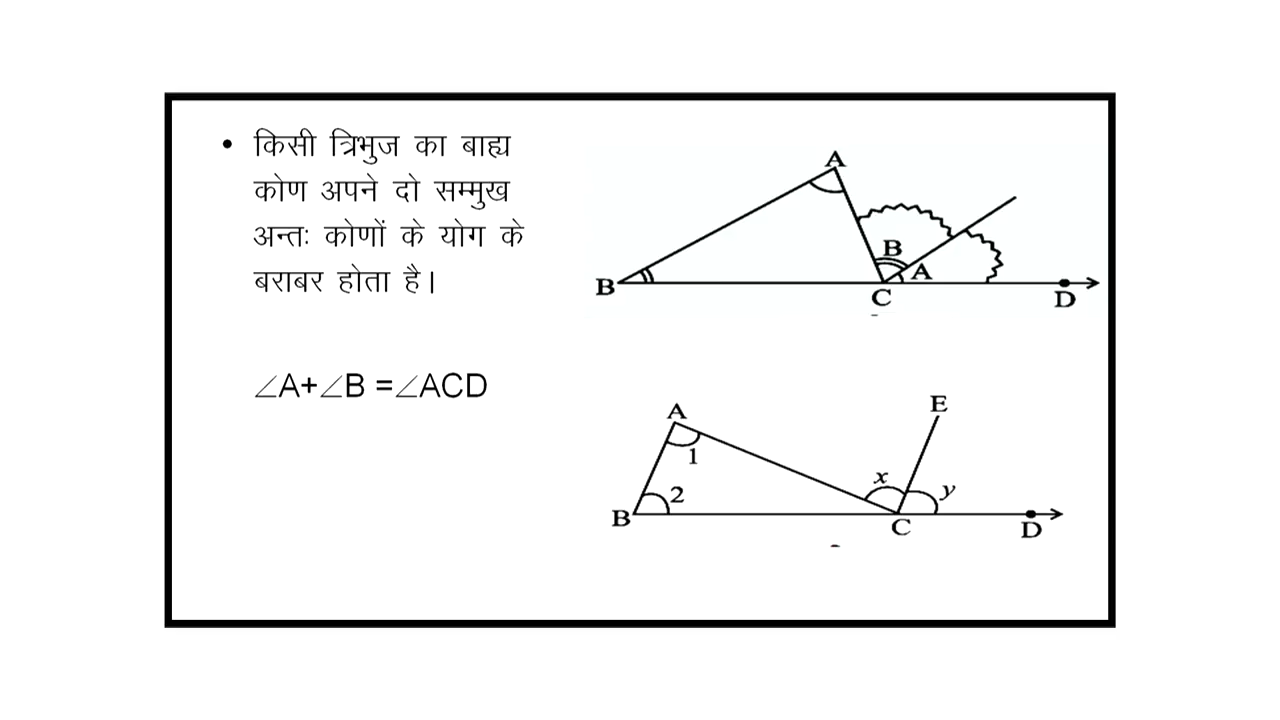 • किसी त्रिभुज का बाह्य
कोण अपने दो सम्मुख
अन्तः कोणों के योग के
बराबर होता है।
∠A+∠B =∠ACD
A
B
B
A
C
D
E
A
1
x
y
2
B
C
D